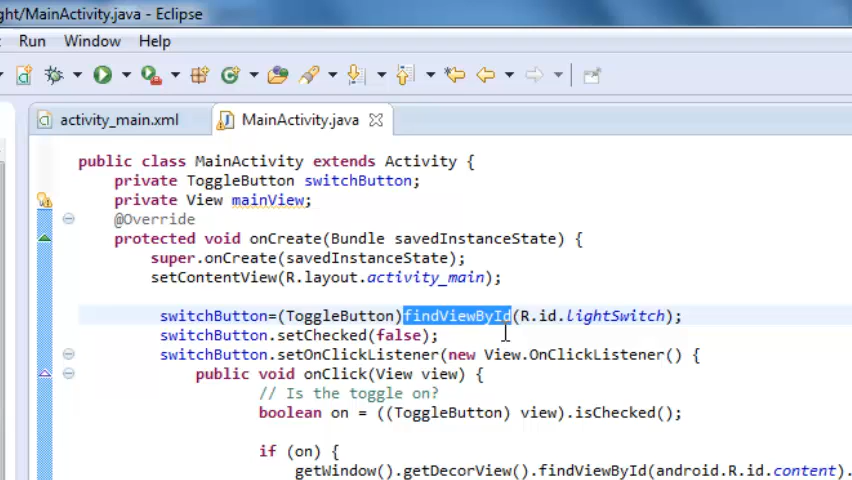 ght/MainActivity.java - Eclipse
Run Window Help
activity_main.xml MainActivity.java
public class MainActivity extends Activity {
private ToggleButton switchButton;
private View mainView;
@Override
protected void onCreate(Bundle savedInstanceState) {
super.onCreate(savedInstanceState);
setContentView(R.layout.activity_main);
switchButton=(ToggleButton)findViewById(R.id.lightSwitch);
switchButton.setChecked(false);
switchButton.setOnClickListener(new View.OnClickListener() {
public void onClick(View view) {
// Is the toggle on?
boolean on = ((ToggleButton) view).isChecked();
if (on) {
getWindow().getDecorView().findViewById(android.R.id.content).